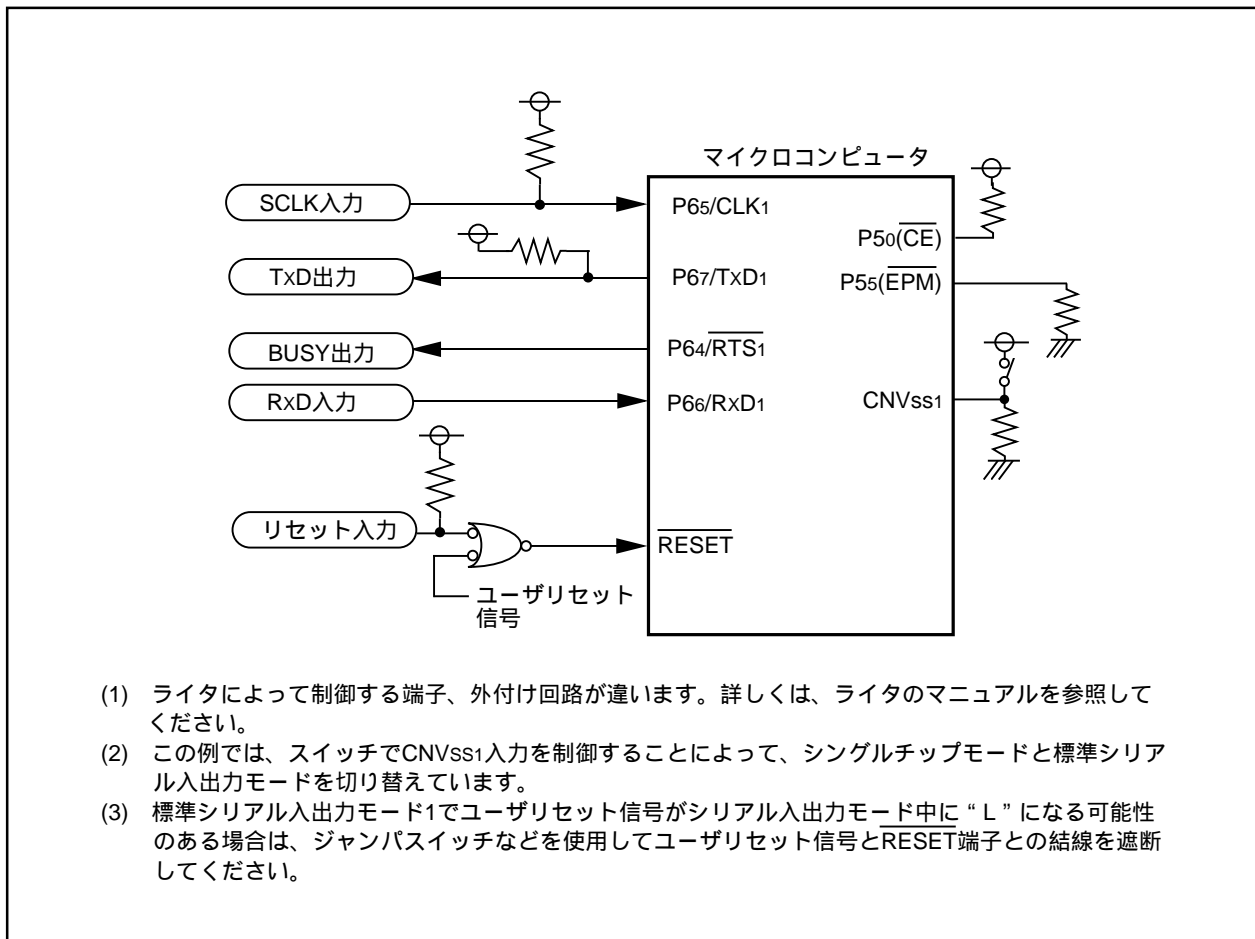 マイクロコンピュータ
SCLK入力
P65/CLK1
P50(CE)
TXD出力
P67/TXD1
P55(EPM)
BUSY出力
P64/RTS1
RXD入力
P66/RXD1
CNVSS1
リセット入力
RESET
ユーザリセット
信号
(1) ライタによって制御する端子、外付け回路が違います。詳しくは、ライタのマニュアルを参照して
ください。
(2) この例では、スイッチでCNVSS1入力を制御することによって、シングルチップモードと標準シリア
ル入出力モードを切り替えています。
(3) 標準シリアル入出力モード1でユーザリセット信号がシリアル入出力モード中に“L”になる可能性
のある場合は、ジャンパスイッチなどを使用してユーザリセット信号とRESET端子との結線を遮断
してください。